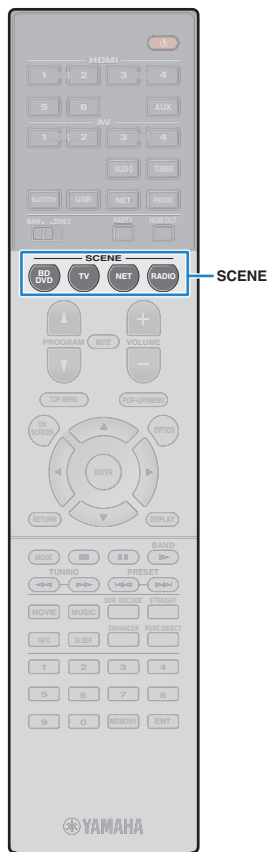 HDMI
1 2 3 4
5 6 AUX
AV
1 2 3 4
AUDIO TUNER
BLUETOOTH USB NET PHONO
MAIN ZONE 2 PARTY HDMI OUT
SCENE
BD DVD TV NET RADIO SCENE
PROGRAM MUTE VOLUME
TOP MENU POP-UP/MENU
ON SCREEN OPTION
ENTER
RETURN DISPLAY
BAND
MODE
TUNING PRESET
SUR. DECODE STRAIGHT
MOVIE MUSIC
ENHANCER PURE DIRECT
INFO SLEEP
1 2 3 4
5 6 7 8
9 0 MEMORY ENT
YAMAHA